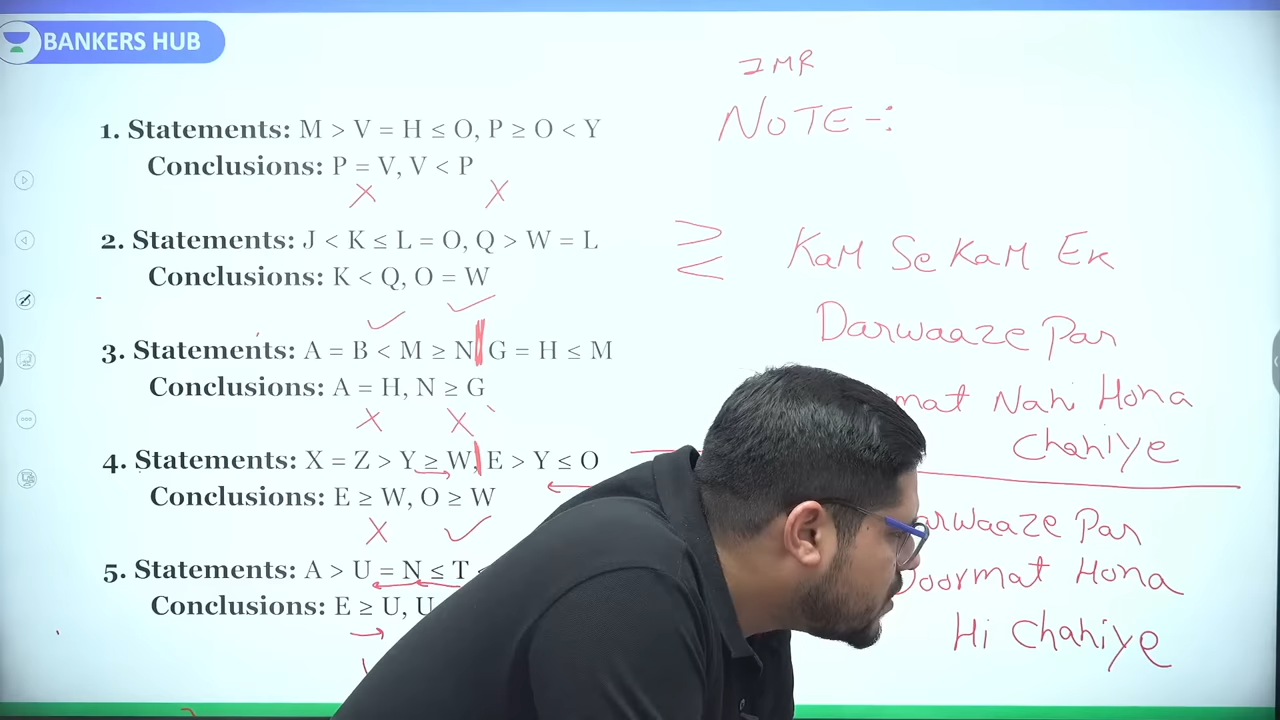 BANKERS HUB
1. Statements: M > V = H ≤ O, P ≥ O < Y
Conclusions: P = V, V < P
2. Statements: J < K ≤ L = O, Q > W = L
Conclusions: K < Q, O = W
3. Statements: A = B < M ≥ N, G = H ≤ M
Conclusions: A = H, N ≥ G
4. Statements: X = Z > Y ≥ W, E > Y ≤ O
Conclusions: E ≥ W, O ≥ W
5. Statements: A > U = N ≤ T
Conclusions: E ≥ U, U
IMR
NOTE -:
KaM Se KaM Ek
Darwaaze Par
Nahi Hona
Chahiye
Par
Doormat Hona
Hi Chahiye